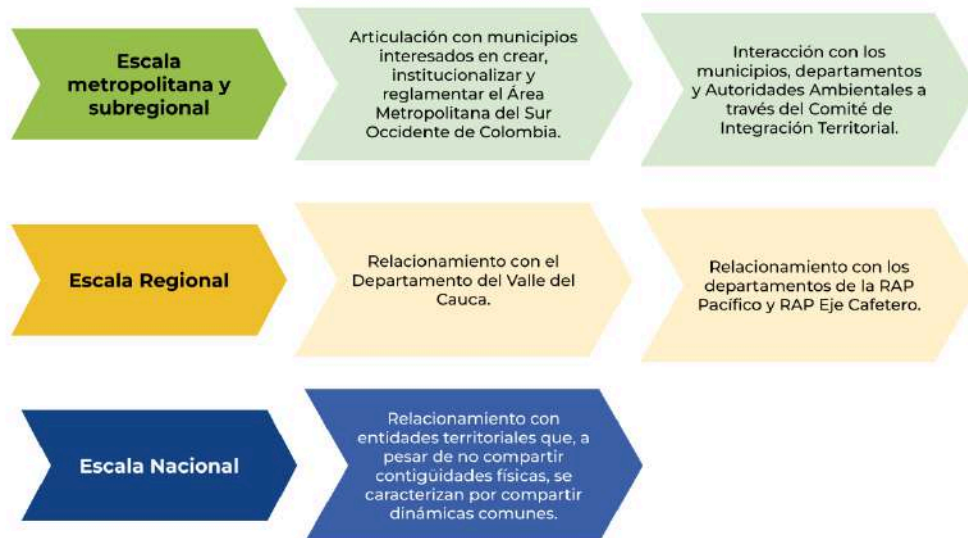 Escala
metropolitana y
subregional
Articulación con municipios
interesados en crear,
institucionalizar y
reglamentar el Área
Metropolitana del Sur
Occidente de Colombia.
Interacción con los
municipios, departamentos
y Autoridades Ambientales a
través del Comité de
Integración Territorial.
Escala Regional
Relacionamiento con el
Departamento del Valle del
Cauca.
Relacionamiento con los
departamentos de la RAP
Pacífico y RAP Eje Cafetero.
Escala Nacional
Relacionamiento con
entidades territoriales que, a
pesar de no compartir
contigüidades físicas, se
caracterizan por compartir
dinámicas comunes.